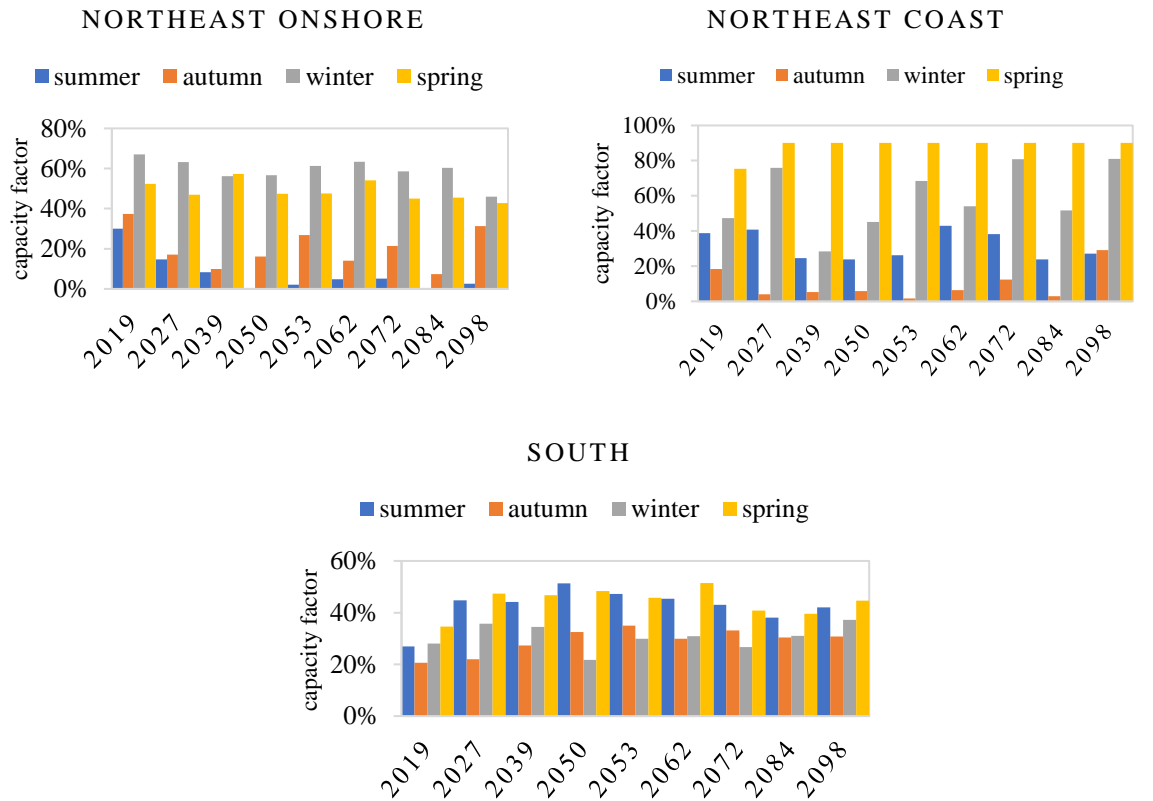 NORTHEAST ONSHORE
summer autumn winter spring
80%
60%
40%
20%
0%
capacity factor
2019 2027 2039 2050 2053 2062 2072 2084 2098
NORTHEAST COAST
summer autumn winter spring
100%
80%
60%
40%
20%
0%
capacity factor
2019 2027 2039 2050 2053 2062 2072 2084 2098
SOUTH
summer autumn winter spring
60%
40%
20%
0%
capacity factor
2019 2027 2039 2050 2053 2062 2072 2084 2098